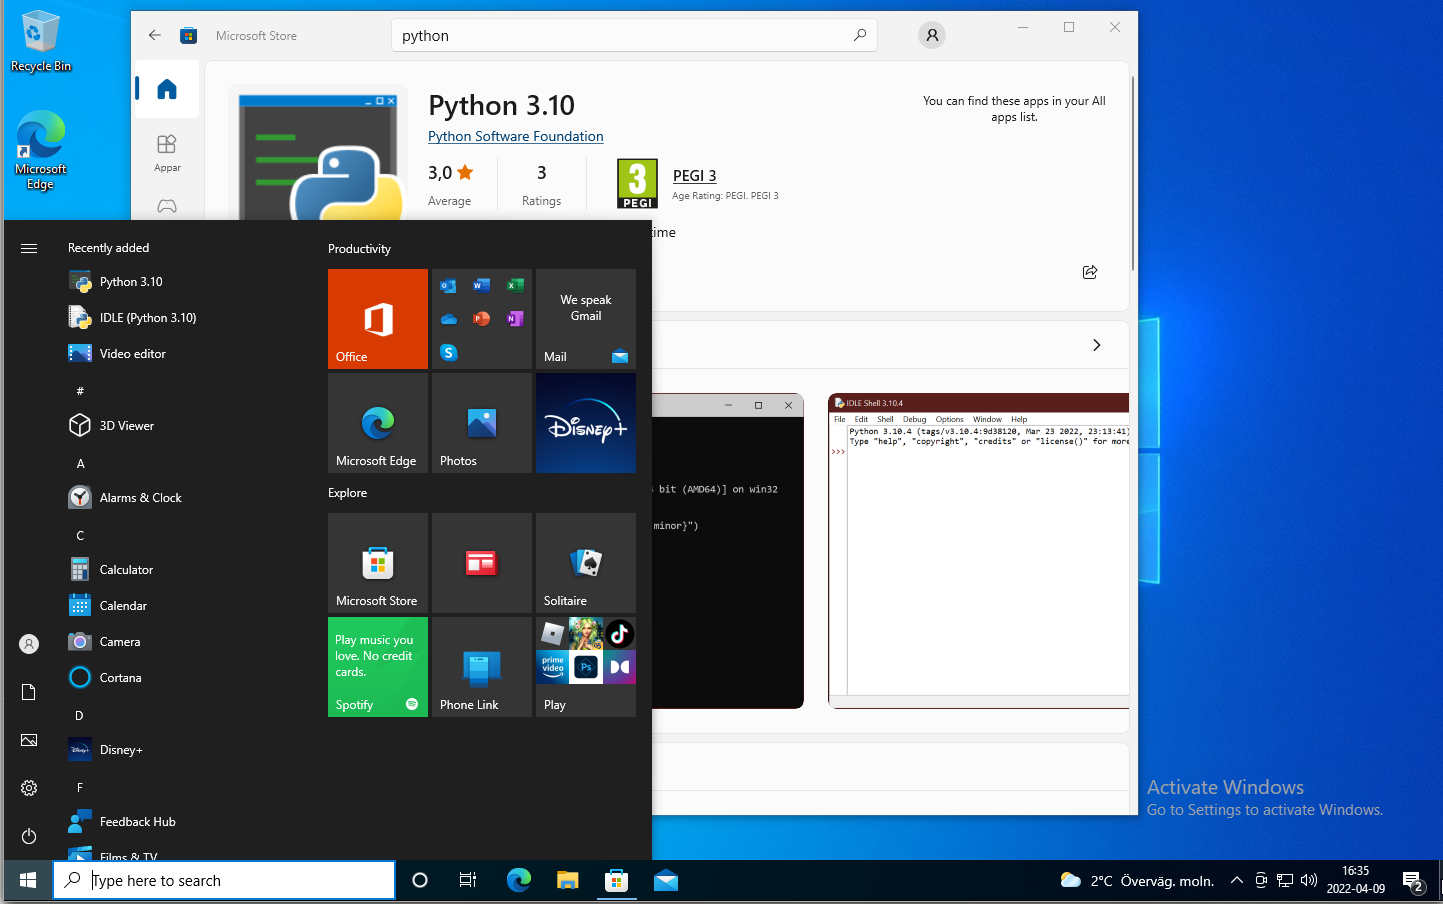 Recycle Bin
Microsoft
Edge
Microsoft Store
python
Appar
Python 3.10
Python Software Foundation
3,0
Average
3
Ratings
3
PEGI
PEGI 3
Age Rating: PEGI. PEGI 3
You can find these apps in your All
apps list.
time
bit (AMD64)] on win32
minor}")
IDLE Shell 3.10.4
File Edit Shell Debug Options Window Help
Python 3.10.4 (tags/v3.10.4:9d38120, Mar 23 2022, 23:13:41)
Type "help", "copyright", "credits" or "license()" for more
>>>
Recently added
Python 3.10
IDLE (Python 3.10)
Video editor
#
3D Viewer
A
Alarms & Clock
C
Calculator
Calendar
Camera
Cortana
D
Disney+
F
Feedback Hub
Films & TV
Productivity
Office
We speak
Gmail
Mail
Microsoft Edge
Photos
Disney+
Explore
Microsoft Store
Solitaire
Play music you
love. No credit
cards.
Spotify
Phone Link
prime
video
Ps
Play
Activate Windows
Go to Settings to activate Windows.
Type here to search
2°C Överväg. moln.
16:35
2022-04-09
2